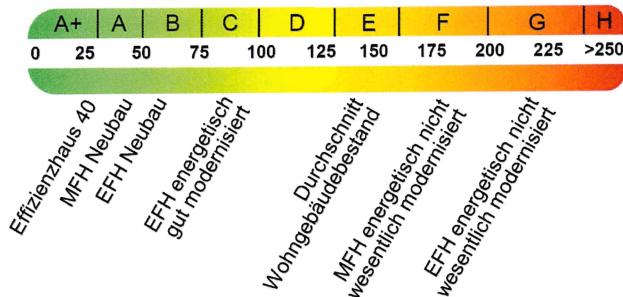 A+ A B C D E F G H
0 25 50 75 100 125 150 175 200 225 >250
Effizienzhaus 40
MFH Neubau
EFH Neubau
EFH energetisch
gut modernisiert
Durchschnitt
Wohngebäudebestand
MFH energetisch nicht
wesentlich modernisiert
EFH energetisch nicht
wesentlich modernisiert